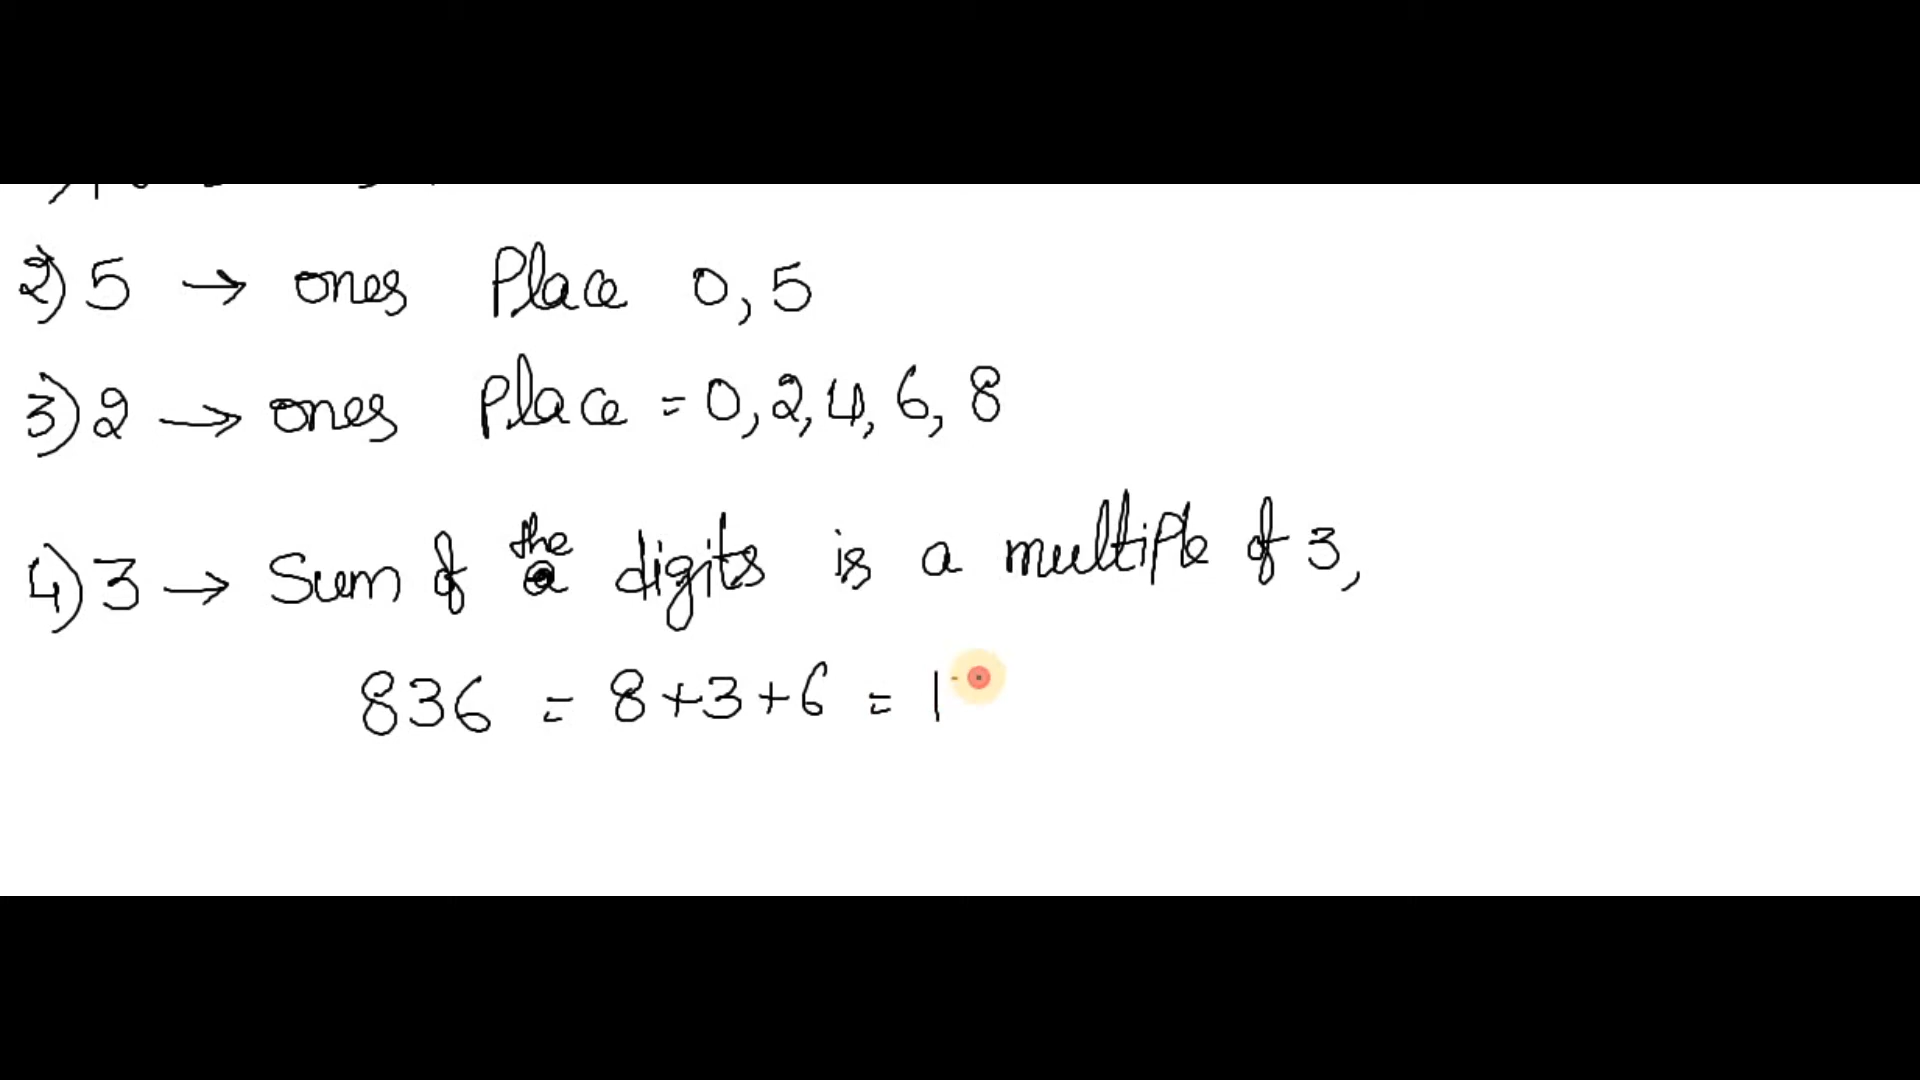 2) 5 → ones Place 0, 5
3) 2 → ones Place = 0, 2, 4, 6, 8
4) 3 → Sum of the digits is a multiple of 3,
836 = 8+3+6 = 1